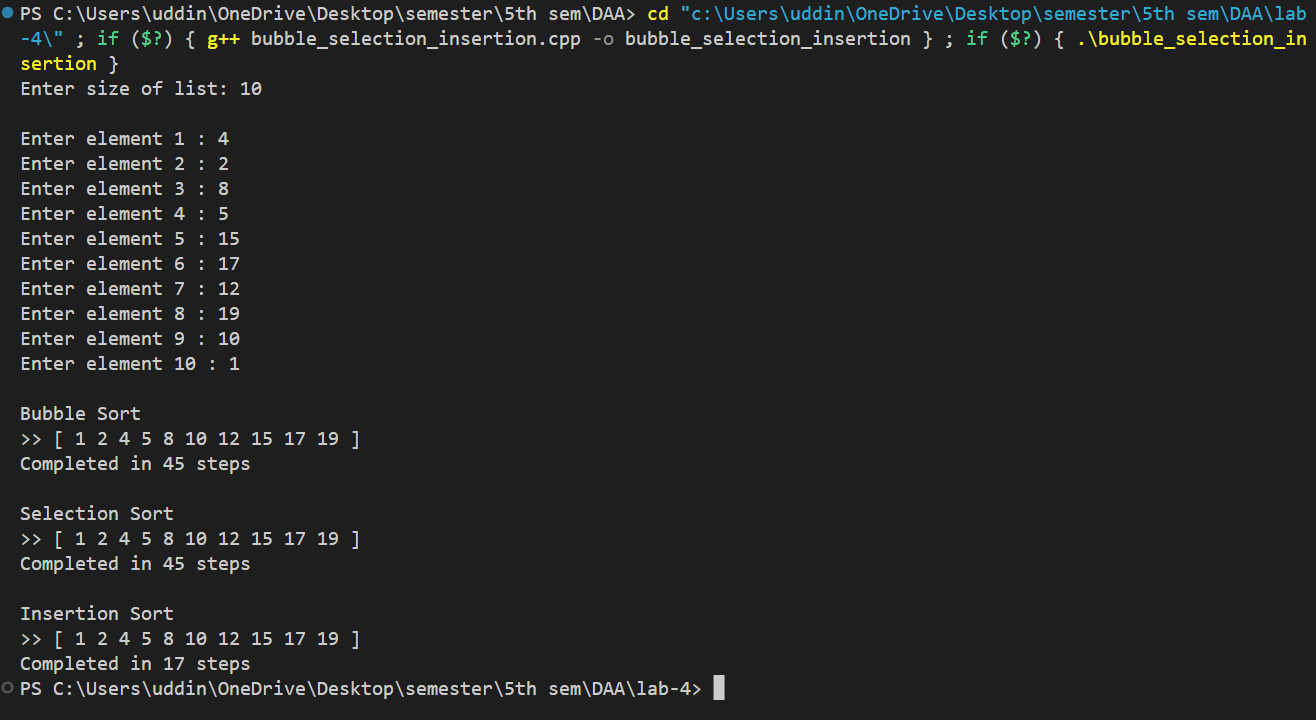 PS C:\Users\uddin\OneDrive\Desktop\semester\5th sem\DAA> cd "c:\Users\uddin\OneDrive\Desktop\semester\5th sem\DAA\lab
-4\" ; if ($?) { g++ bubble_selection_insertion.cpp -o bubble_selection_insertion } ; if ($?) { .\bubble_selection_in
sertion }
Enter size of list: 10

Enter element 1 : 4
Enter element 2 : 2
Enter element 3 : 8
Enter element 4 : 5
Enter element 5 : 15
Enter element 6 : 17
Enter element 7 : 12
Enter element 8 : 19
Enter element 9 : 10
Enter element 10 : 1

Bubble Sort
>> [ 1 2 4 5 8 10 12 15 17 19 ]
Completed in 45 steps

Selection Sort
>> [ 1 2 4 5 8 10 12 15 17 19 ]
Completed in 45 steps

Insertion Sort
>> [ 1 2 4 5 8 10 12 15 17 19 ]
Completed in 17 steps
PS C:\Users\uddin\OneDrive\Desktop\semester\5th sem\DAA\lab-4>